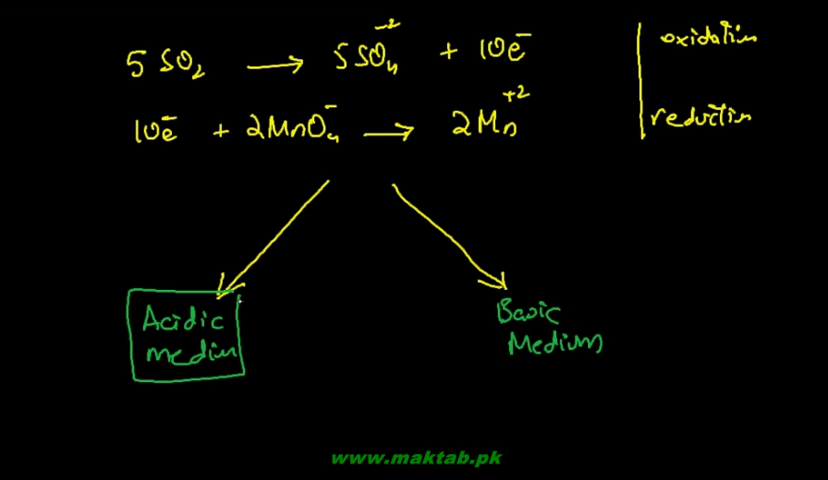 5 SO₂ → 5 SO₄⁻² + 10e⁻ oxidation
10e⁻ + 2MnO₄⁻ → 2Mn⁺² reduction
Acidic
medium
Basic
Medium
www.maktab.pk